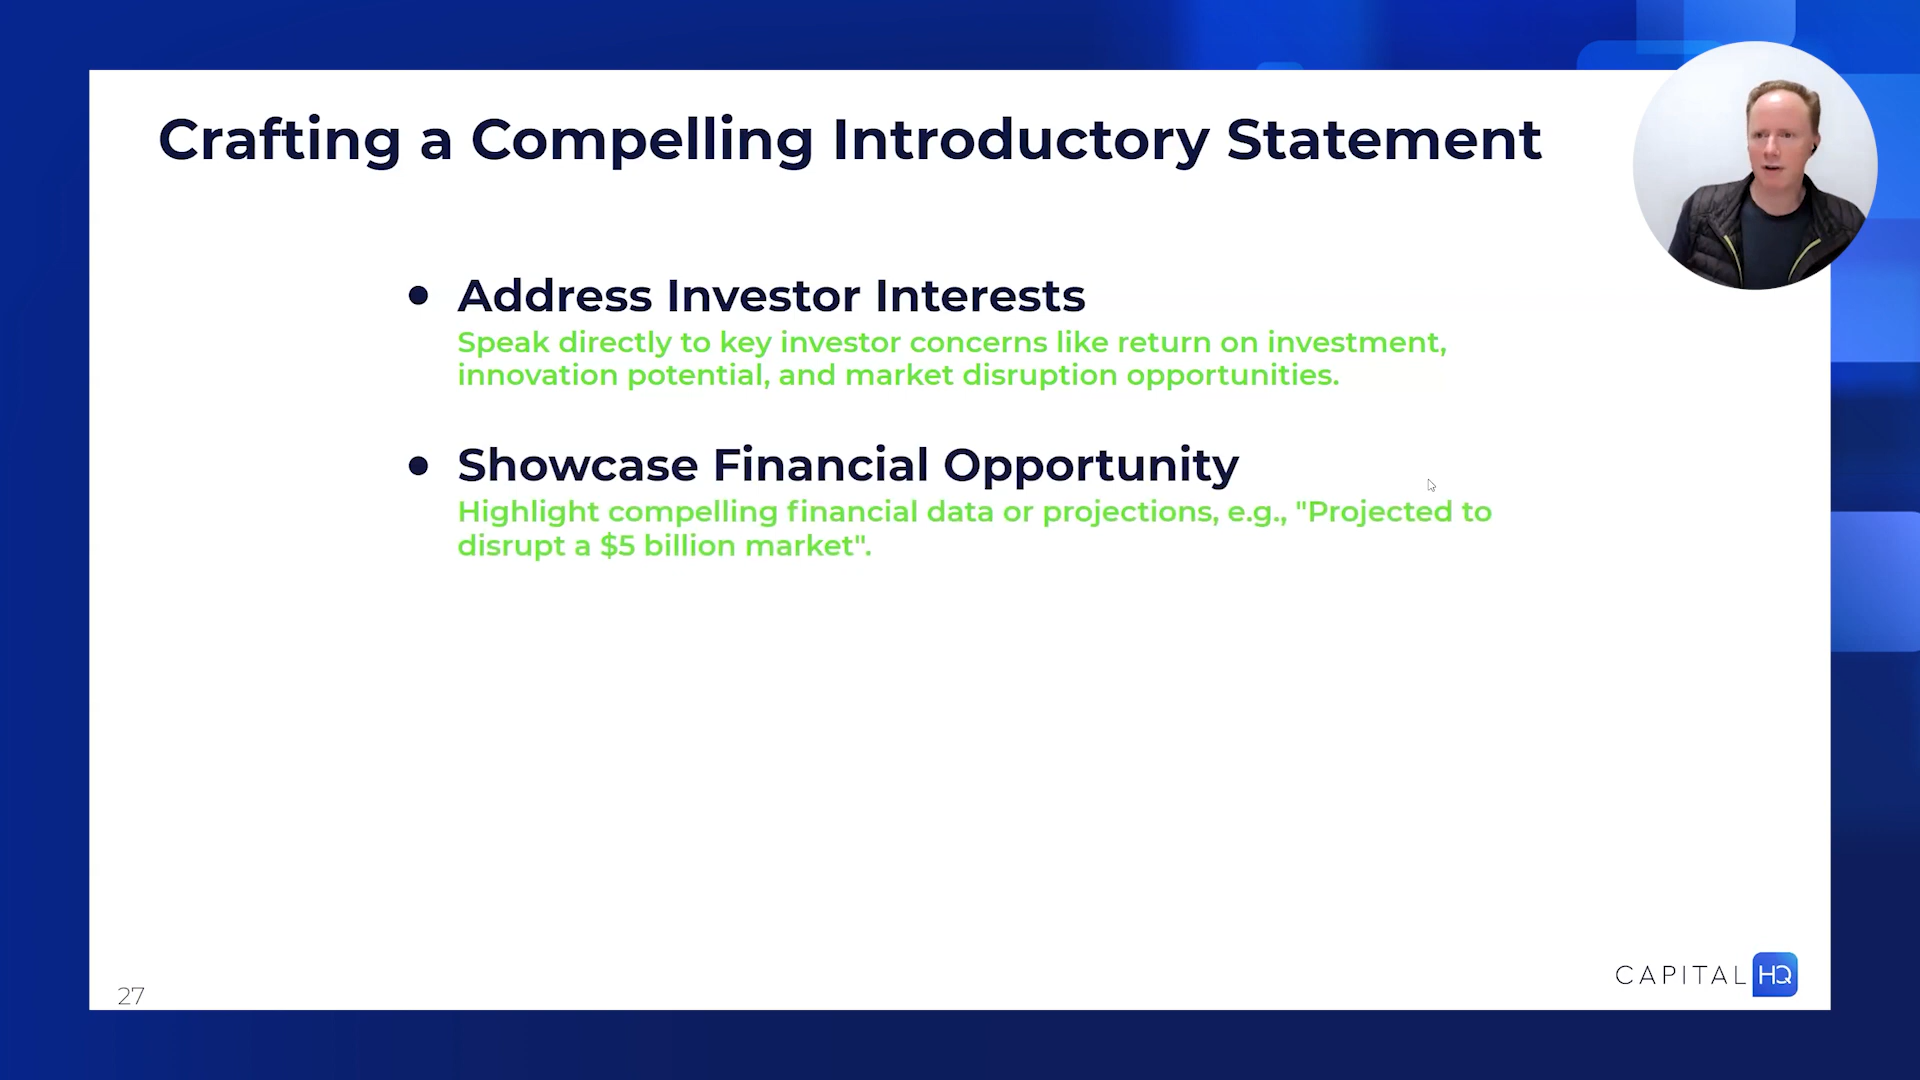 Crafting a Compelling Introductory Statement
• Address Investor Interests
Speak directly to key investor concerns like return on investment,
innovation potential, and market disruption opportunities.
• Showcase Financial Opportunity
Highlight compelling financial data or projections, e.g., "Projected to
disrupt a $5 billion market".
27
CAPITAL HQ